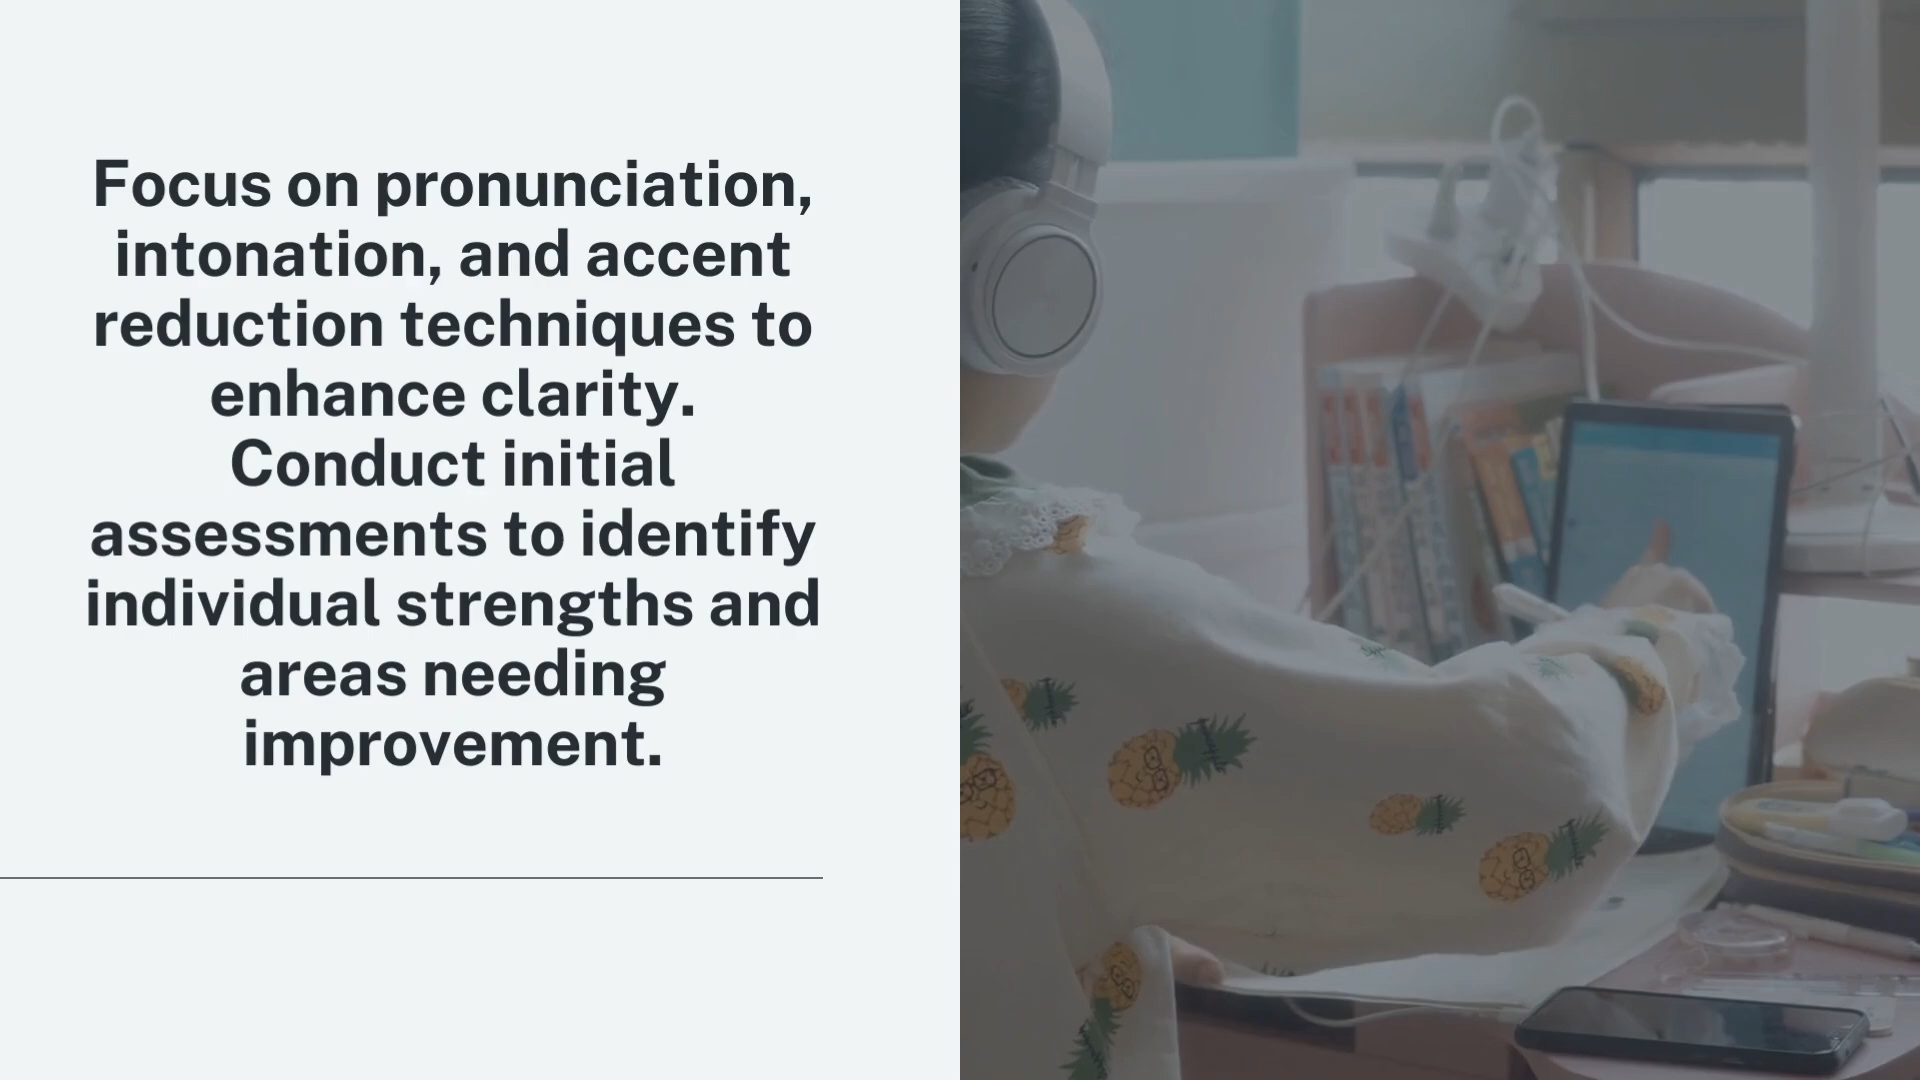 Focus on pronunciation,
intonation, and accent
reduction techniques to
enhance clarity.
Conduct initial
assessments to identify
individual strengths and
areas needing
improvement.